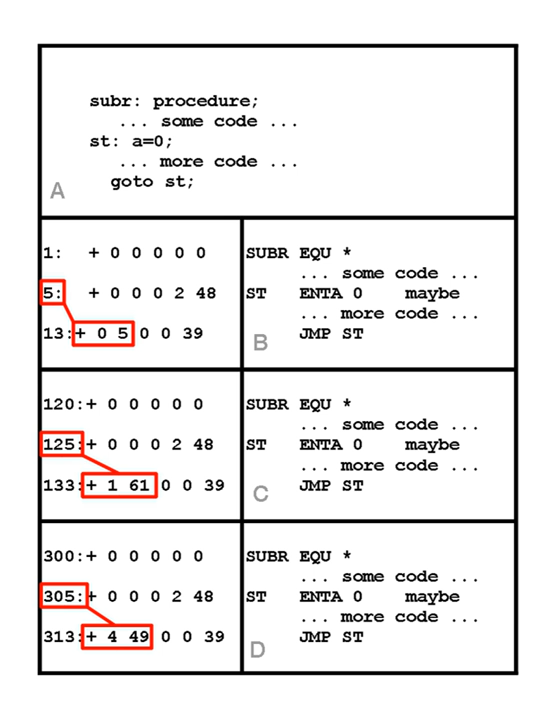 subr: procedure;
... some code ...
st: a=0;
... more code ...
goto st;
A
1: + 0 0 0 0 0 SUBR EQU *
... some code ...
5: + 0 0 0 2 48 ST ENTA 0 maybe
... more code ...
13:+ 0 5 0 0 39 B JMP ST
120:+ 0 0 0 0 0 SUBR EQU *
... some code ...
125:+ 0 0 0 2 48 ST ENTA 0 maybe
... more code ...
133:+ 1 61 0 0 39 C JMP ST
300:+ 0 0 0 0 0 SUBR EQU *
... some code ...
305:+ 0 0 0 2 48 ST ENTA 0 maybe
... more code ...
313:+ 4 49 0 0 39 D JMP ST